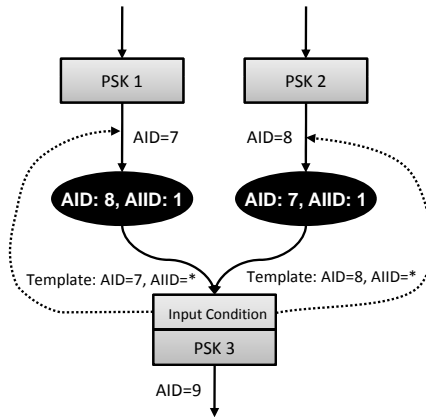 PSK 1
PSK 2
AID=7
AID=8
AID: 8, AIID: 1
AID: 7, AIID: 1
Template: AID=7, AIID=*
Template: AID=8, AIID=*
Input Condition
PSK 3
AID=9